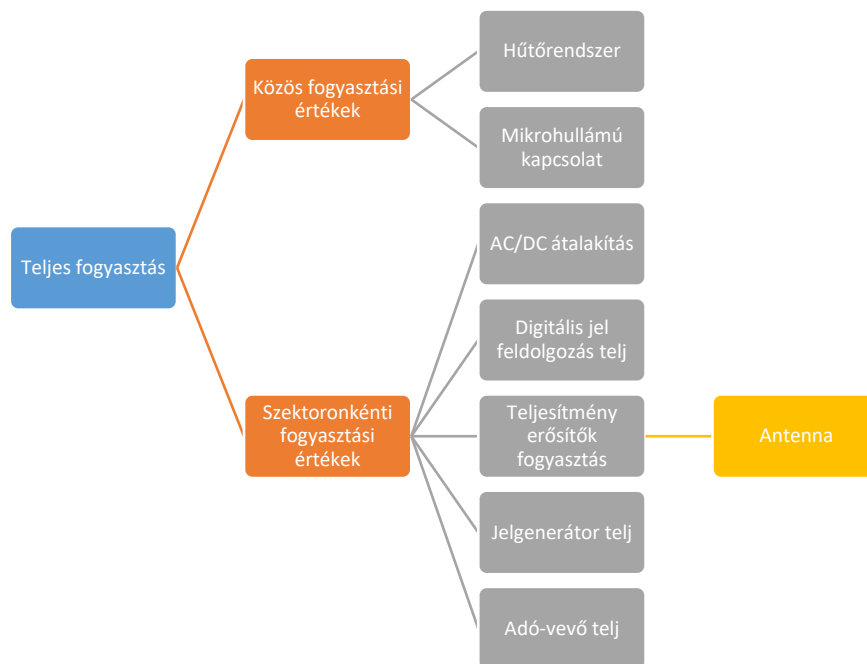 Teljes fogyasztás
Közös fogyasztási
értékek
Hűtőrendszer
Mikrohullámú
kapcsolat
Szektoronkénti
fogyasztási
értékek
AC/DC átalakítás
Digitális jel
feldolgozás telj
Teljesítmény
erősítők
fogyasztás
Antenna
Jelgenerátor telj
Adó-vevő telj